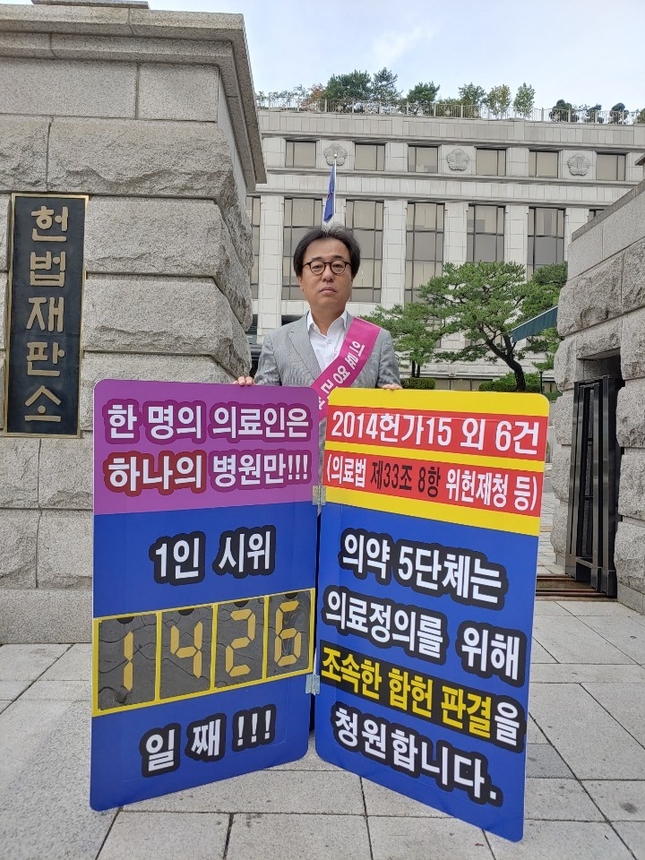 헌법재판소
한 명의 의료인은
하나의 병원만!!!
1인 시위
1426
일 째 !!!
2014헌가15 외 6건
(의료법 제33조 8항 위헌제청 등)
의약 5단체는
의료정의를 위해
조속한 합헌 판결을
청원합니다.